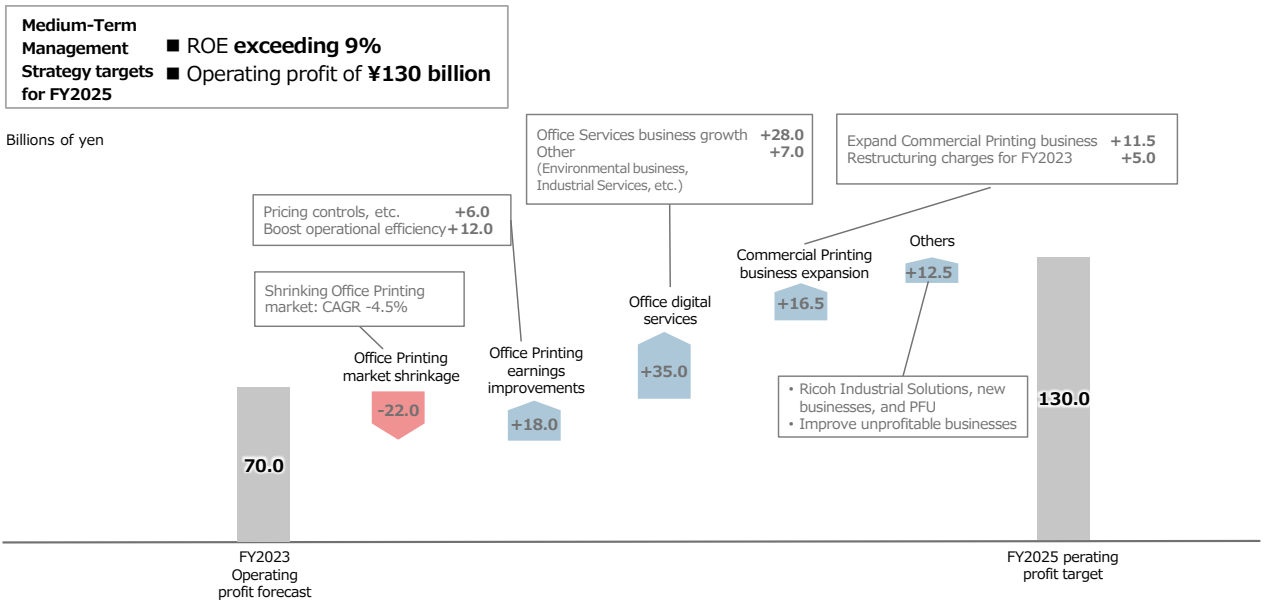 Medium-Term
Management
Strategy targets
for FY2025
■ ROE exceeding 9%
■ Operating profit of ¥130 billion
Billions of yen
Office Services business growth +28.0
Other +7.0
(Environmental business,
Industrial Services, etc.)
Expand Commercial Printing business +11.5
Restructuring charges for FY2023 +5.0
Pricing controls, etc. +6.0
Boost operational efficiency +12.0
Shrinking Office Printing
market: CAGR -4.5%
Office Printing
market shrinkage
-22.0
Office Printing
earnings
improvements
+18.0
Office digital
services
+35.0
Commercial Printing
business expansion
+16.5
Others
+12.5
• Ricoh Industrial Solutions, new
businesses, and PFU
• Improve unprofitable businesses
70.0
130.0
FY2023
Operating
profit forecast
FY2025 perating
profit target